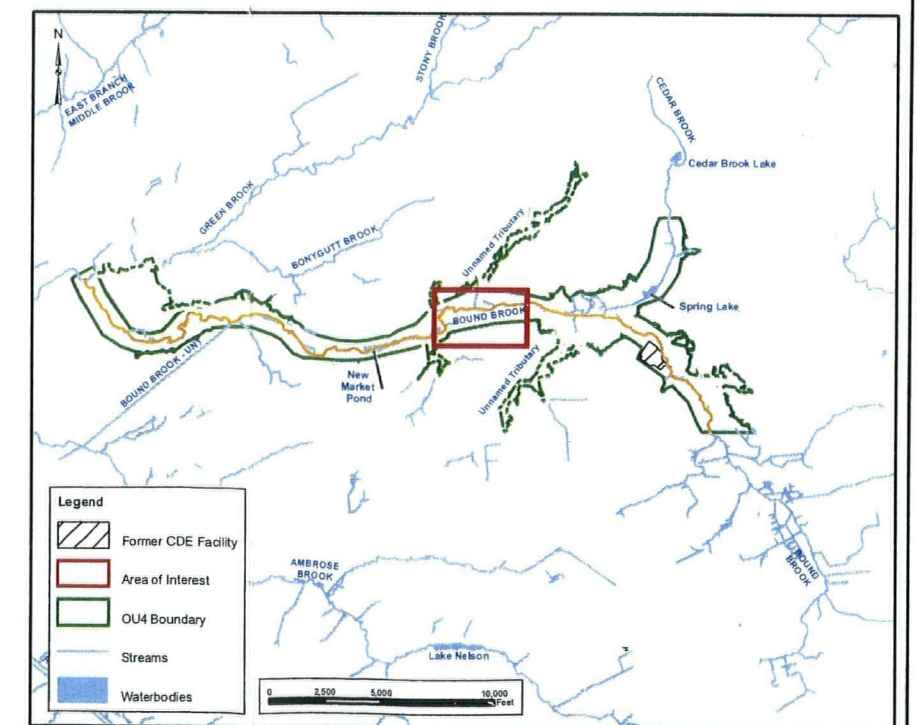 N
EAST BRANCH
MIDDLE BROOK
STONY BROOK
CEDAR BROOK
Cedar Brook Lake
GREEN BROOK
Unnamed Tributary
BONYGUTT BROOK
Spring Lake
BOUND BROOK
BOUND BROOK - UNT
New
Market
Pond
Unnamed Tributary
BOUND
BROOK
AMBROSE
BROOK
Lake Nelson
Legend
Former CDE Facility
Area of Interest
OU4 Boundary
Streams
Waterbodies
0 2,500 5,000 10,000
Feet